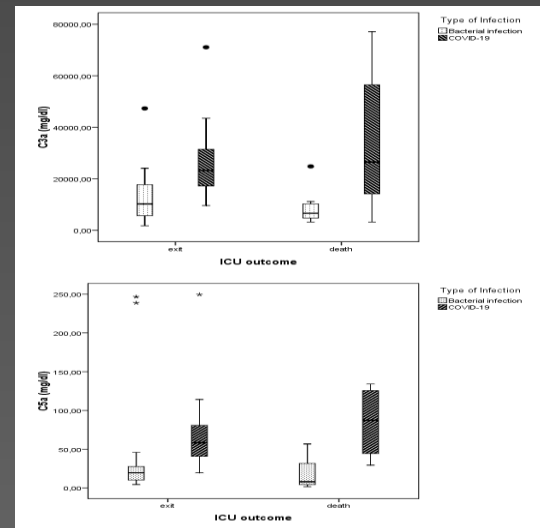 Type of Infection
Bacterial infection
COVID-19
80000,00
60000,00
40000,00
20000,00
0,00
C3a (mg/dl)
exit
death
ICU outcome
Type of Infection
Bacterial infection
COVID-19
250,00
200,00
150,00
100,00
50,00
0,00
C5a (mg/dl)
exit
death
ICU outcome